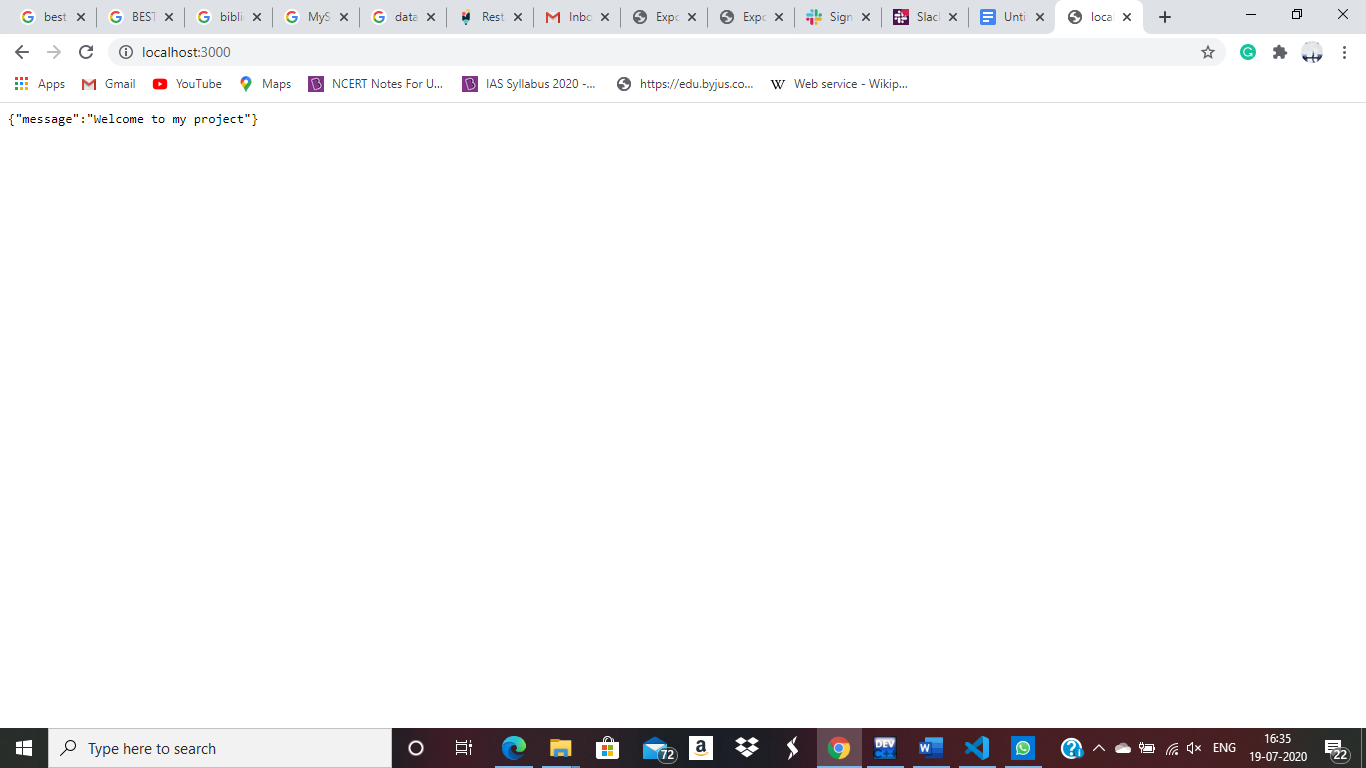 best
BEST
bibli
MyS
data
Rest
Inbo
Expo
Expo
Sign
Slac
Unti
loca
localhost:3000
Apps
Gmail
YouTube
Maps
NCERT Notes For U...
IAS Syllabus 2020 -...
https://edu.byjus.co...
Web service - Wikip...
{"message":"Welcome to my project"}
Type here to search
72
DEV
ENG
16:35
19-07-2020
22